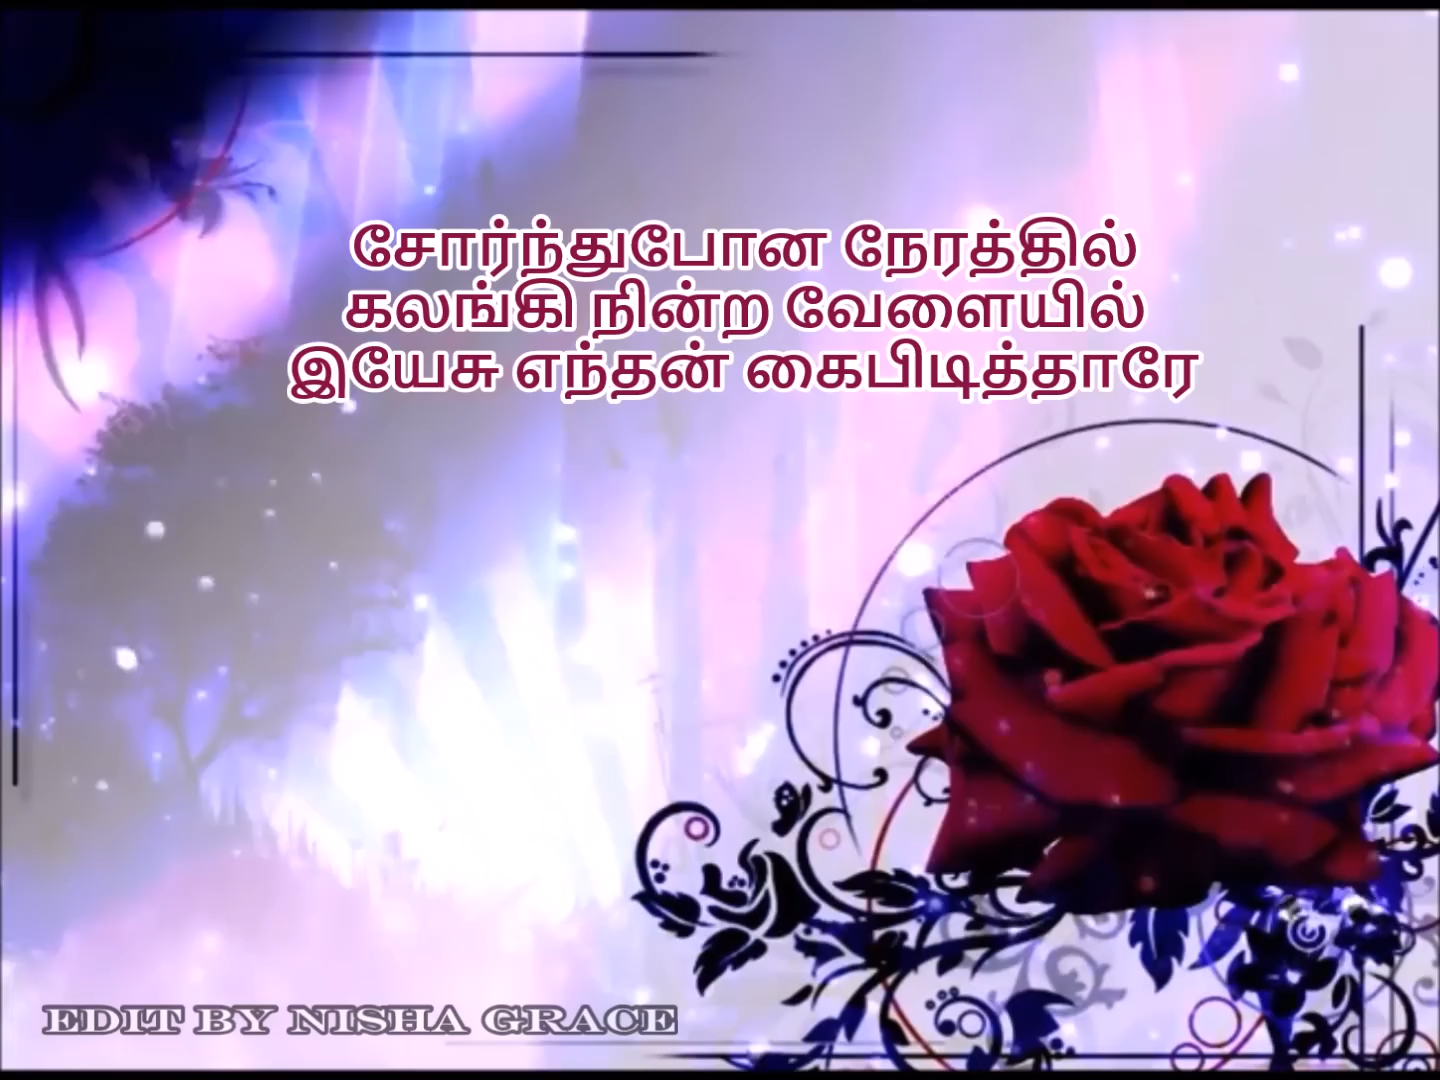 சோர்ந்துபோன நேரத்தில்
கலங்கி நின்ற வேளையில்
இயேசு எந்தன் கைபிடித்தாரே
EDIT BY NISHA GRACE